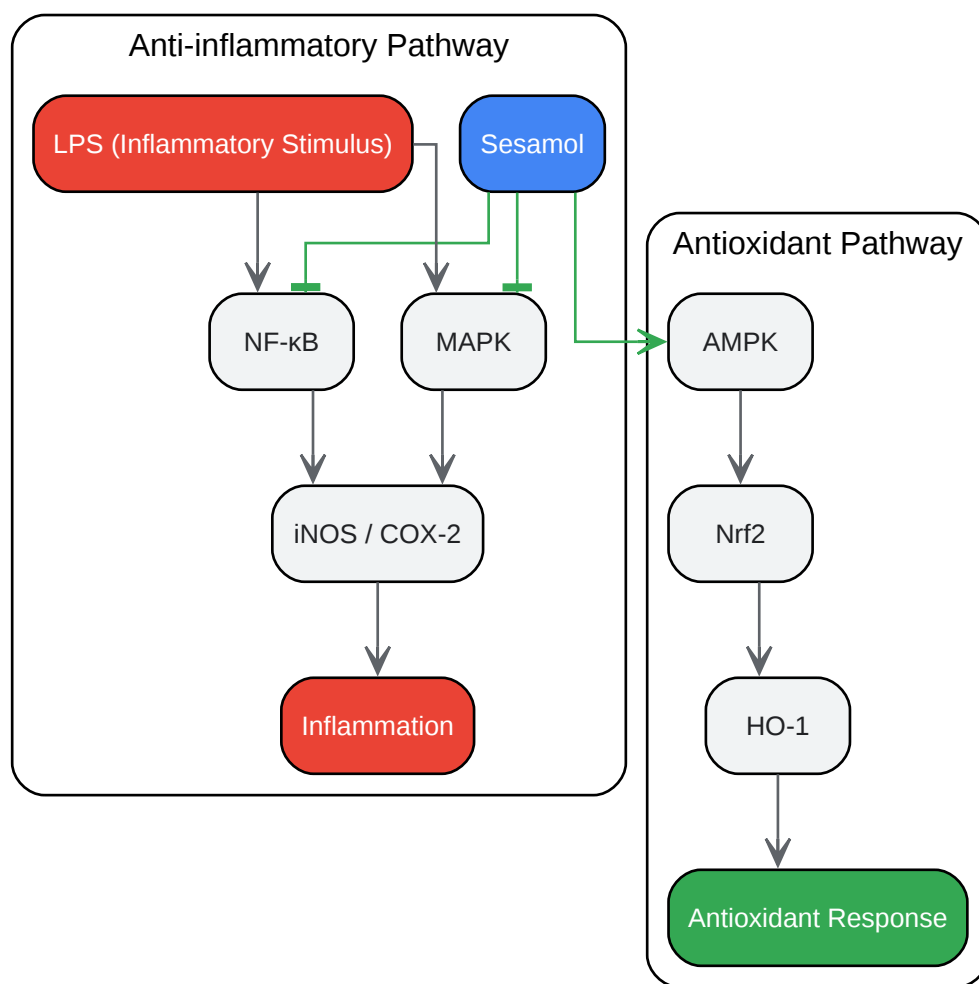 Anti-inflammatory Pathway
LPS (Inflammatory Stimulus)
Sesamol
NF-κB
MAPK
iNOS / COX-2
Inflammation
Antioxidant Pathway
AMPK
Nrf2
HO-1
Antioxidant Response